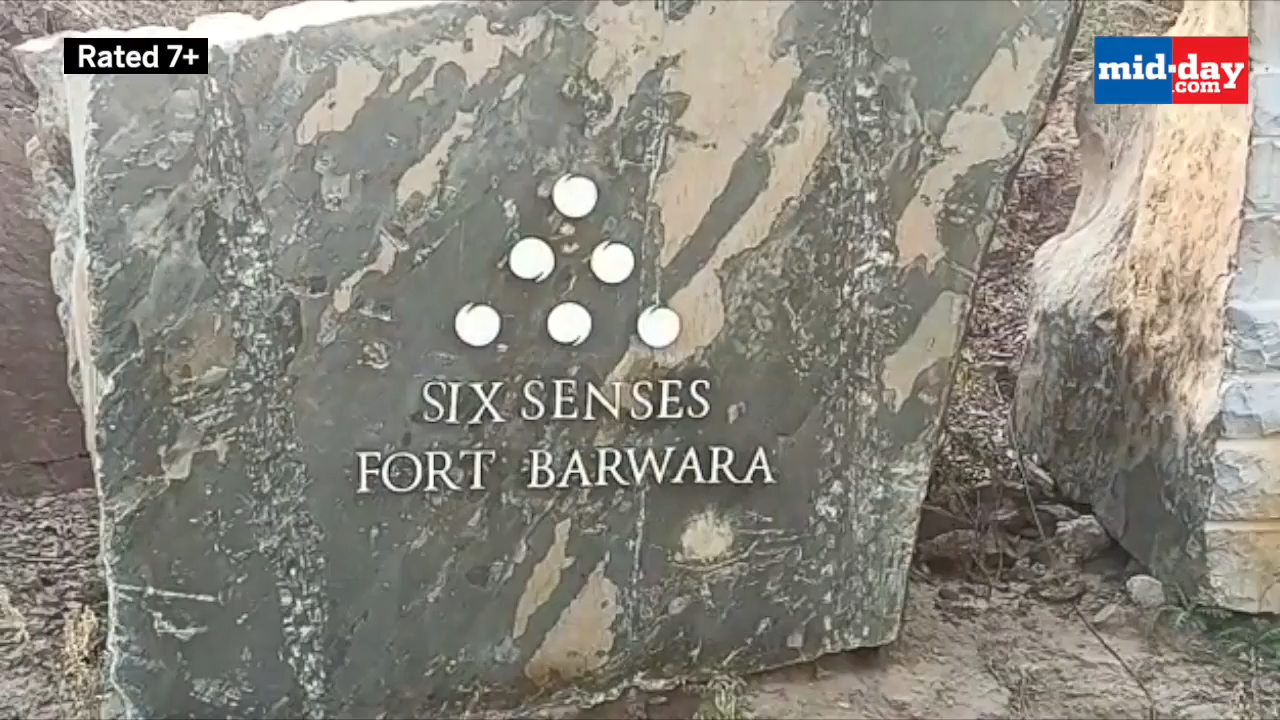 Rated 7+
mid-day
.com
SIX SENSES
FORT BARWARA